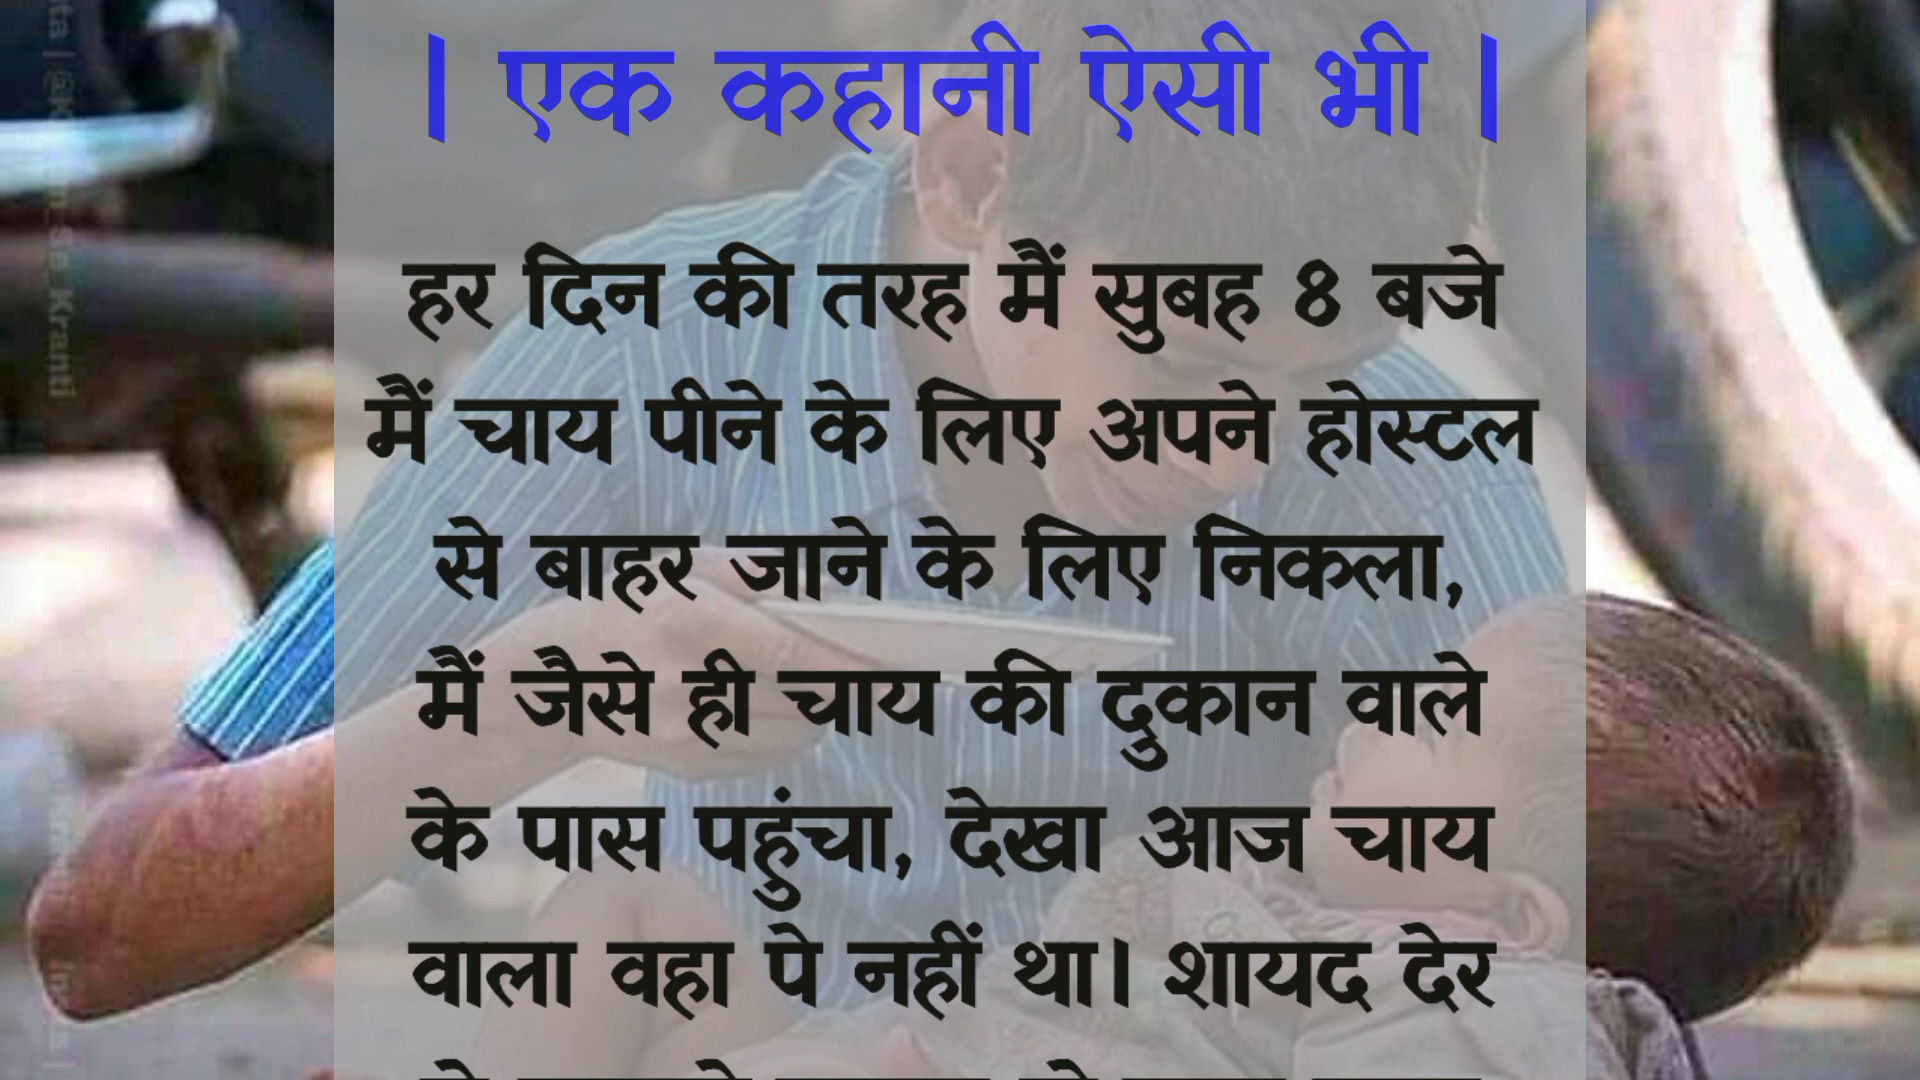 | एक कहानी ऐसी भी |
हर दिन की तरह मैं सुबह 8 बजे
मैं चाय पीने के लिए अपने होस्टल
से बाहर जाने के लिए निकला,
मैं जैसे ही चाय की दुकान वाले
के पास पहुंचा, देखा आज चाय
वाला वहा पे नहीं था। शायद देर